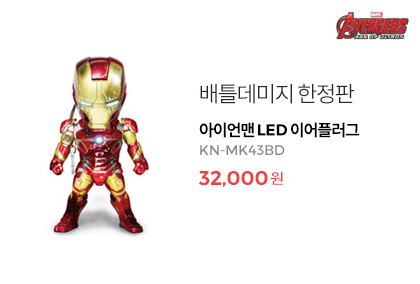 MARVEL
AVENGERS
AGE OF ULTRON
배틀데미지 한정판
아이언맨 LED 이어플러그
KN-MK43BD
32,000원